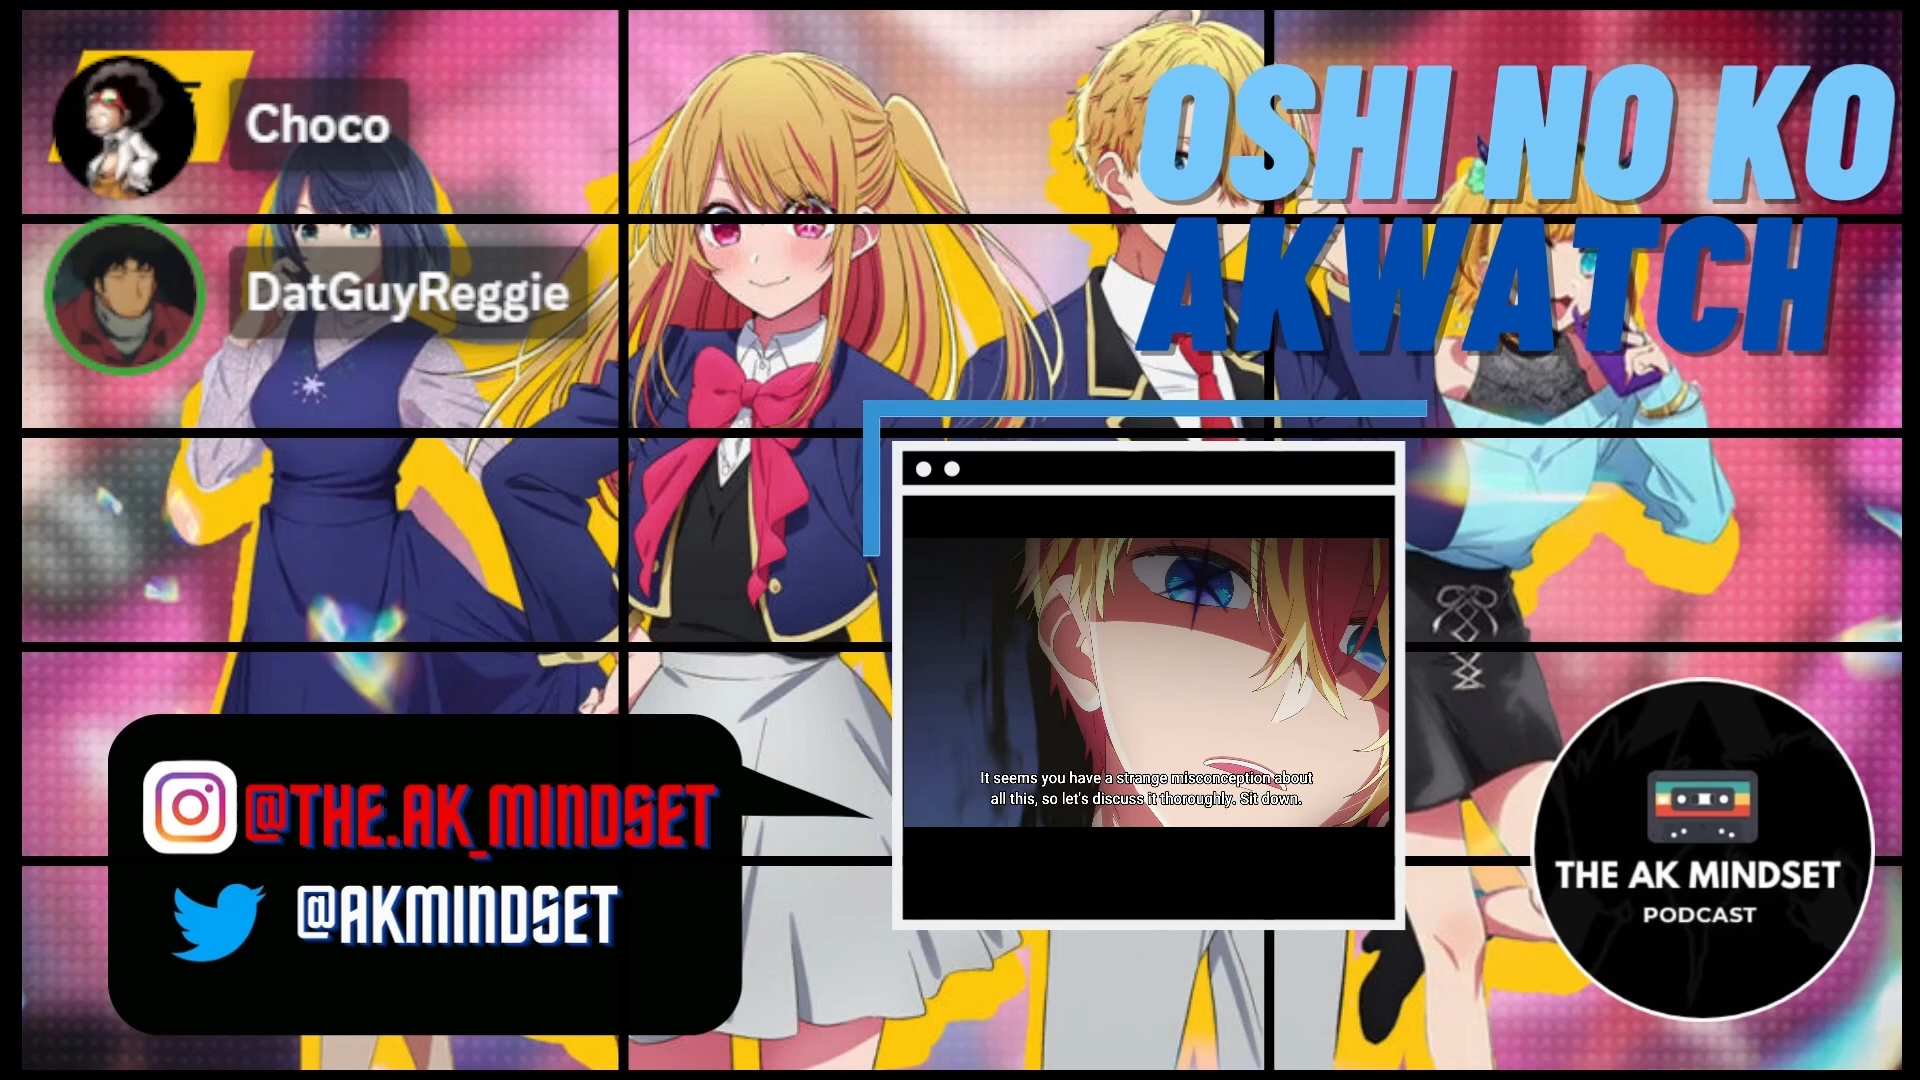 Choco
OSHI NO KO
DatGuyReggie
AKWATCH
It seems you have a strange misconception about
all this, so let's discuss it thoroughly. Sit down.
@THE.AK_MINDSET
@AKMINDSET
THE AK MINDSET
PODCAST